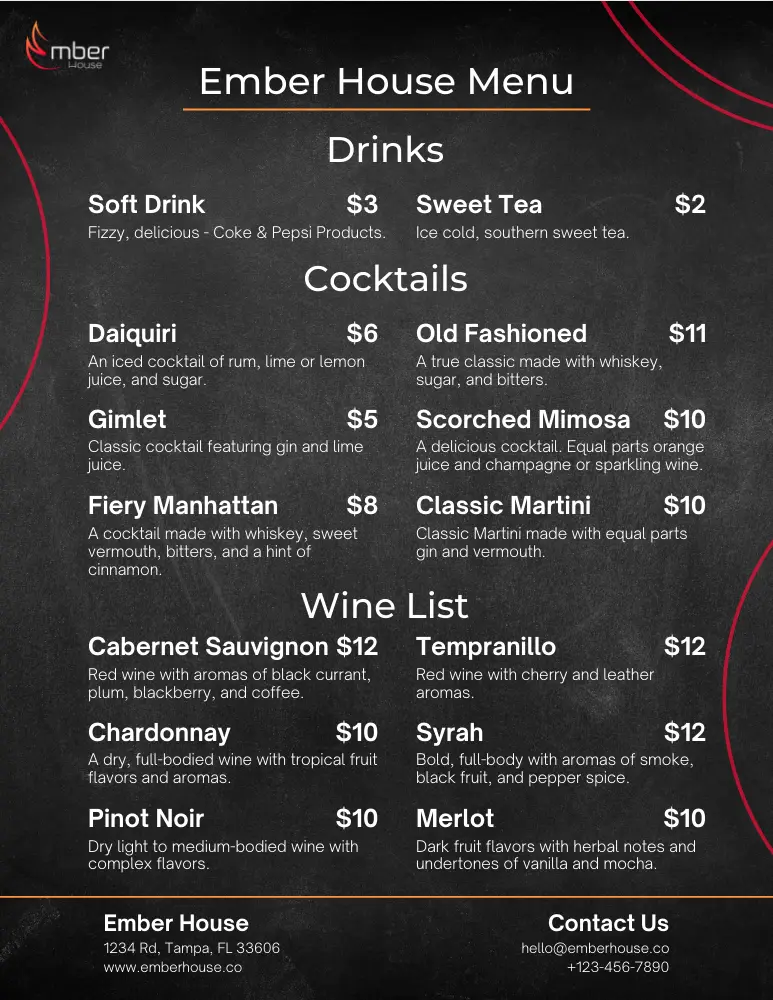 mber
House
Ember House Menu
Drinks
Soft Drink $3
Fizzy, delicious - Coke & Pepsi Products.
Sweet Tea $2
Ice cold, southern sweet tea.
Cocktails
Daiquiri $6
An iced cocktail of rum, lime or lemon
juice, and sugar.
Old Fashioned $11
A true classic made with whiskey,
sugar, and bitters.
Gimlet $5
Classic cocktail featuring gin and lime
juice.
Scorched Mimosa $10
A delicious cocktail. Equal parts orange
juice and champagne or sparkling wine.
Fiery Manhattan $8
A cocktail made with whiskey, sweet
vermouth, bitters, and a hint of
cinnamon.
Classic Martini $10
Classic Martini made with equal parts
gin and vermouth.
Wine List
Cabernet Sauvignon $12
Red wine with aromas of black currant,
plum, blackberry, and coffee.
Tempranillo $12
Red wine with cherry and leather
aromas.
Chardonnay $10
A dry, full-bodied wine with tropical fruit
flavors and aromas.
Syrah $12
Bold, full-body with aromas of smoke,
black fruit, and pepper spice.
Pinot Noir $10
Dry light to medium-bodied wine with
complex flavors.
Merlot $10
Dark fruit flavors with herbal notes and
undertones of vanilla and mocha.
Ember House
1234 Rd, Tampa, FL 33606
www.emberhouse.co
Contact Us
hello@emberhouse.co
+123-456-7890